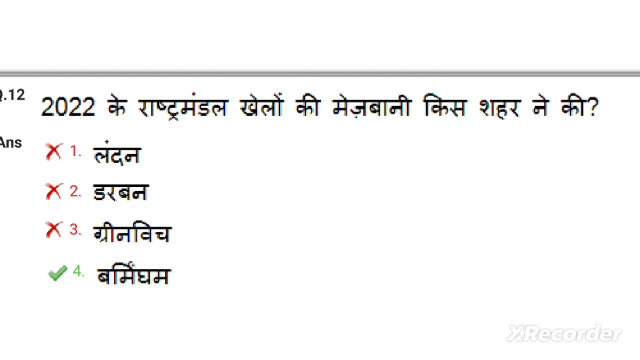 Q.12 2022 के राष्ट्रमंडल खेलों की मेज़बानी किस शहर ने की?
Ans 1. लंदन
2. डरबन
3. ग्रीनविच
4. बर्मिंघम
XRecorder